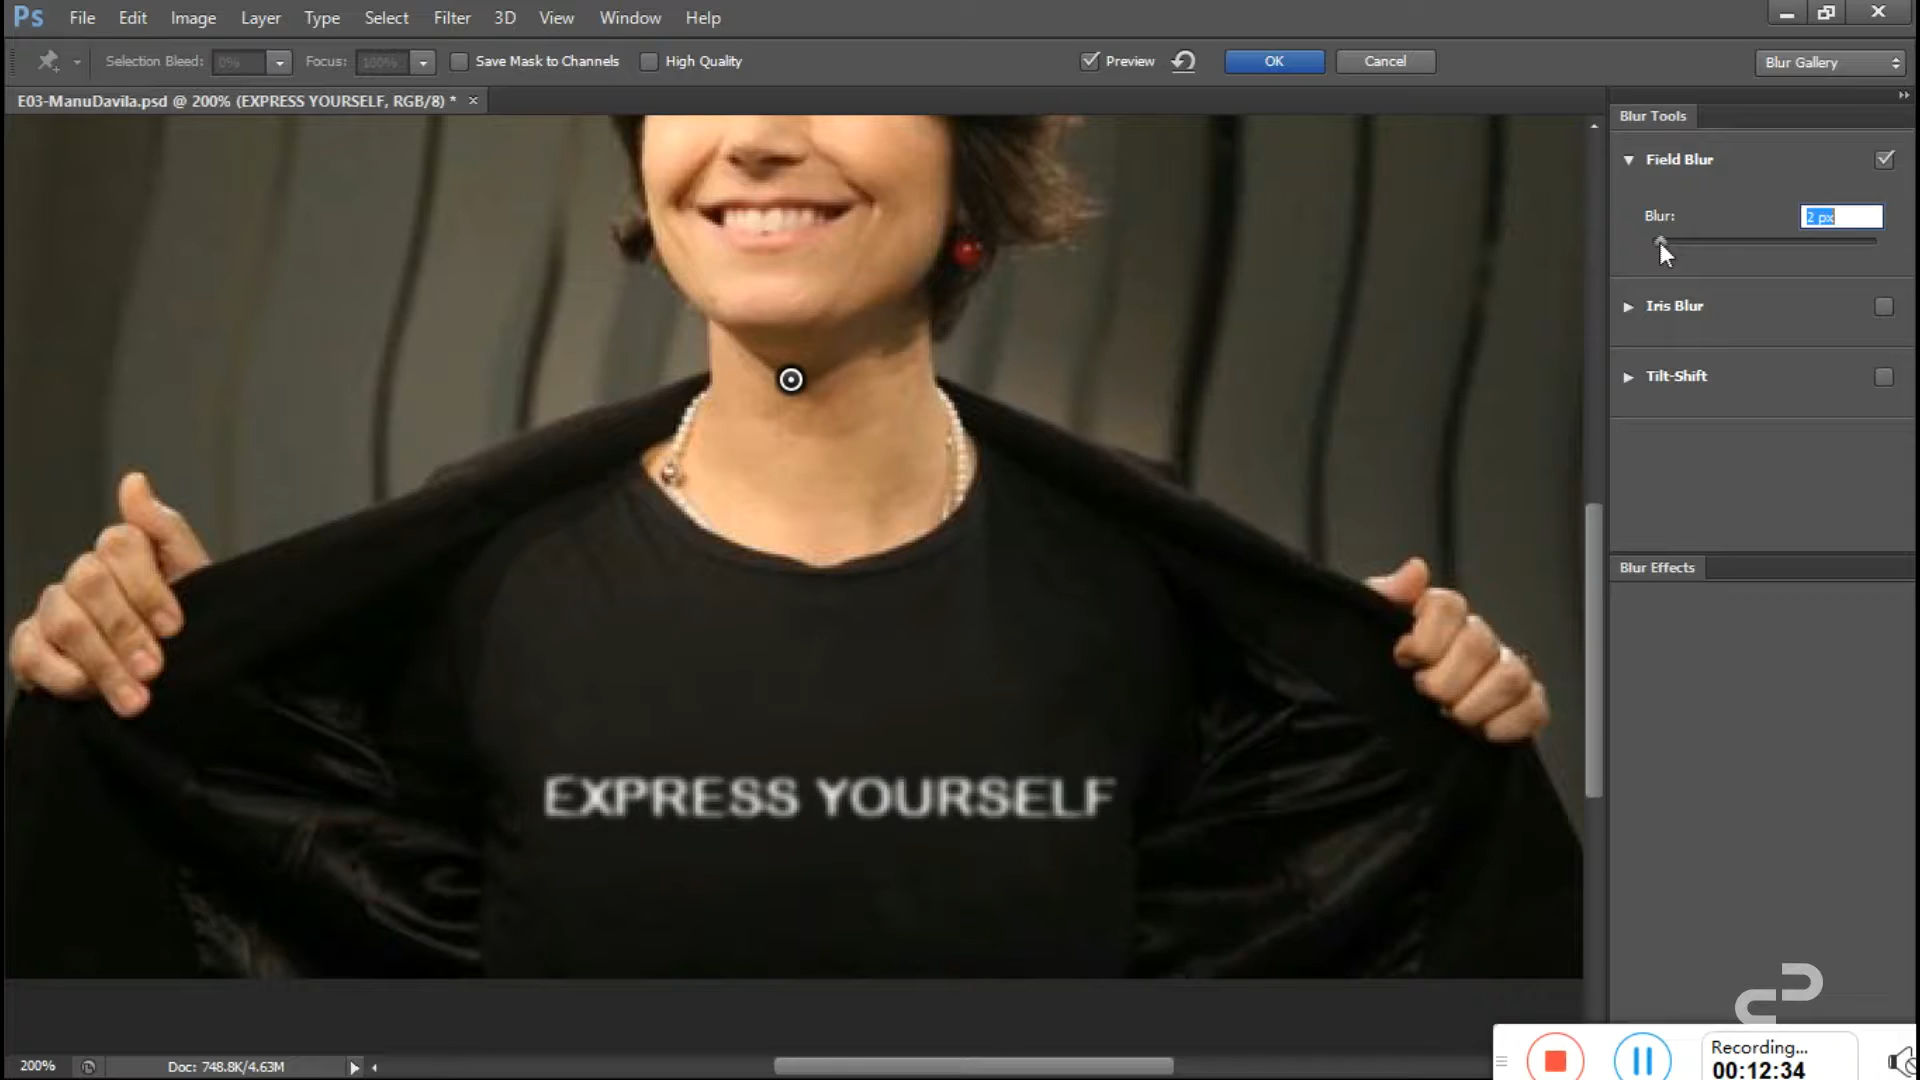 Ps File Edit Image Layer Type Select Filter 3D View Window Help
Selection Bleed: 0% Focus: 100% Save Mask to Channels High Quality Preview OK Cancel Blur Gallery
E03-ManuDavila.psd @ 200% (EXPRESS YOURSELF, RGB/8) *
Blur Tools
Field Blur
Blur: 2 px
Iris Blur
Tilt-Shift
Blur Effects
EXPRESS YOURSELF
200% Doc: 748.8K/4.63M
Recording...
00:12:34